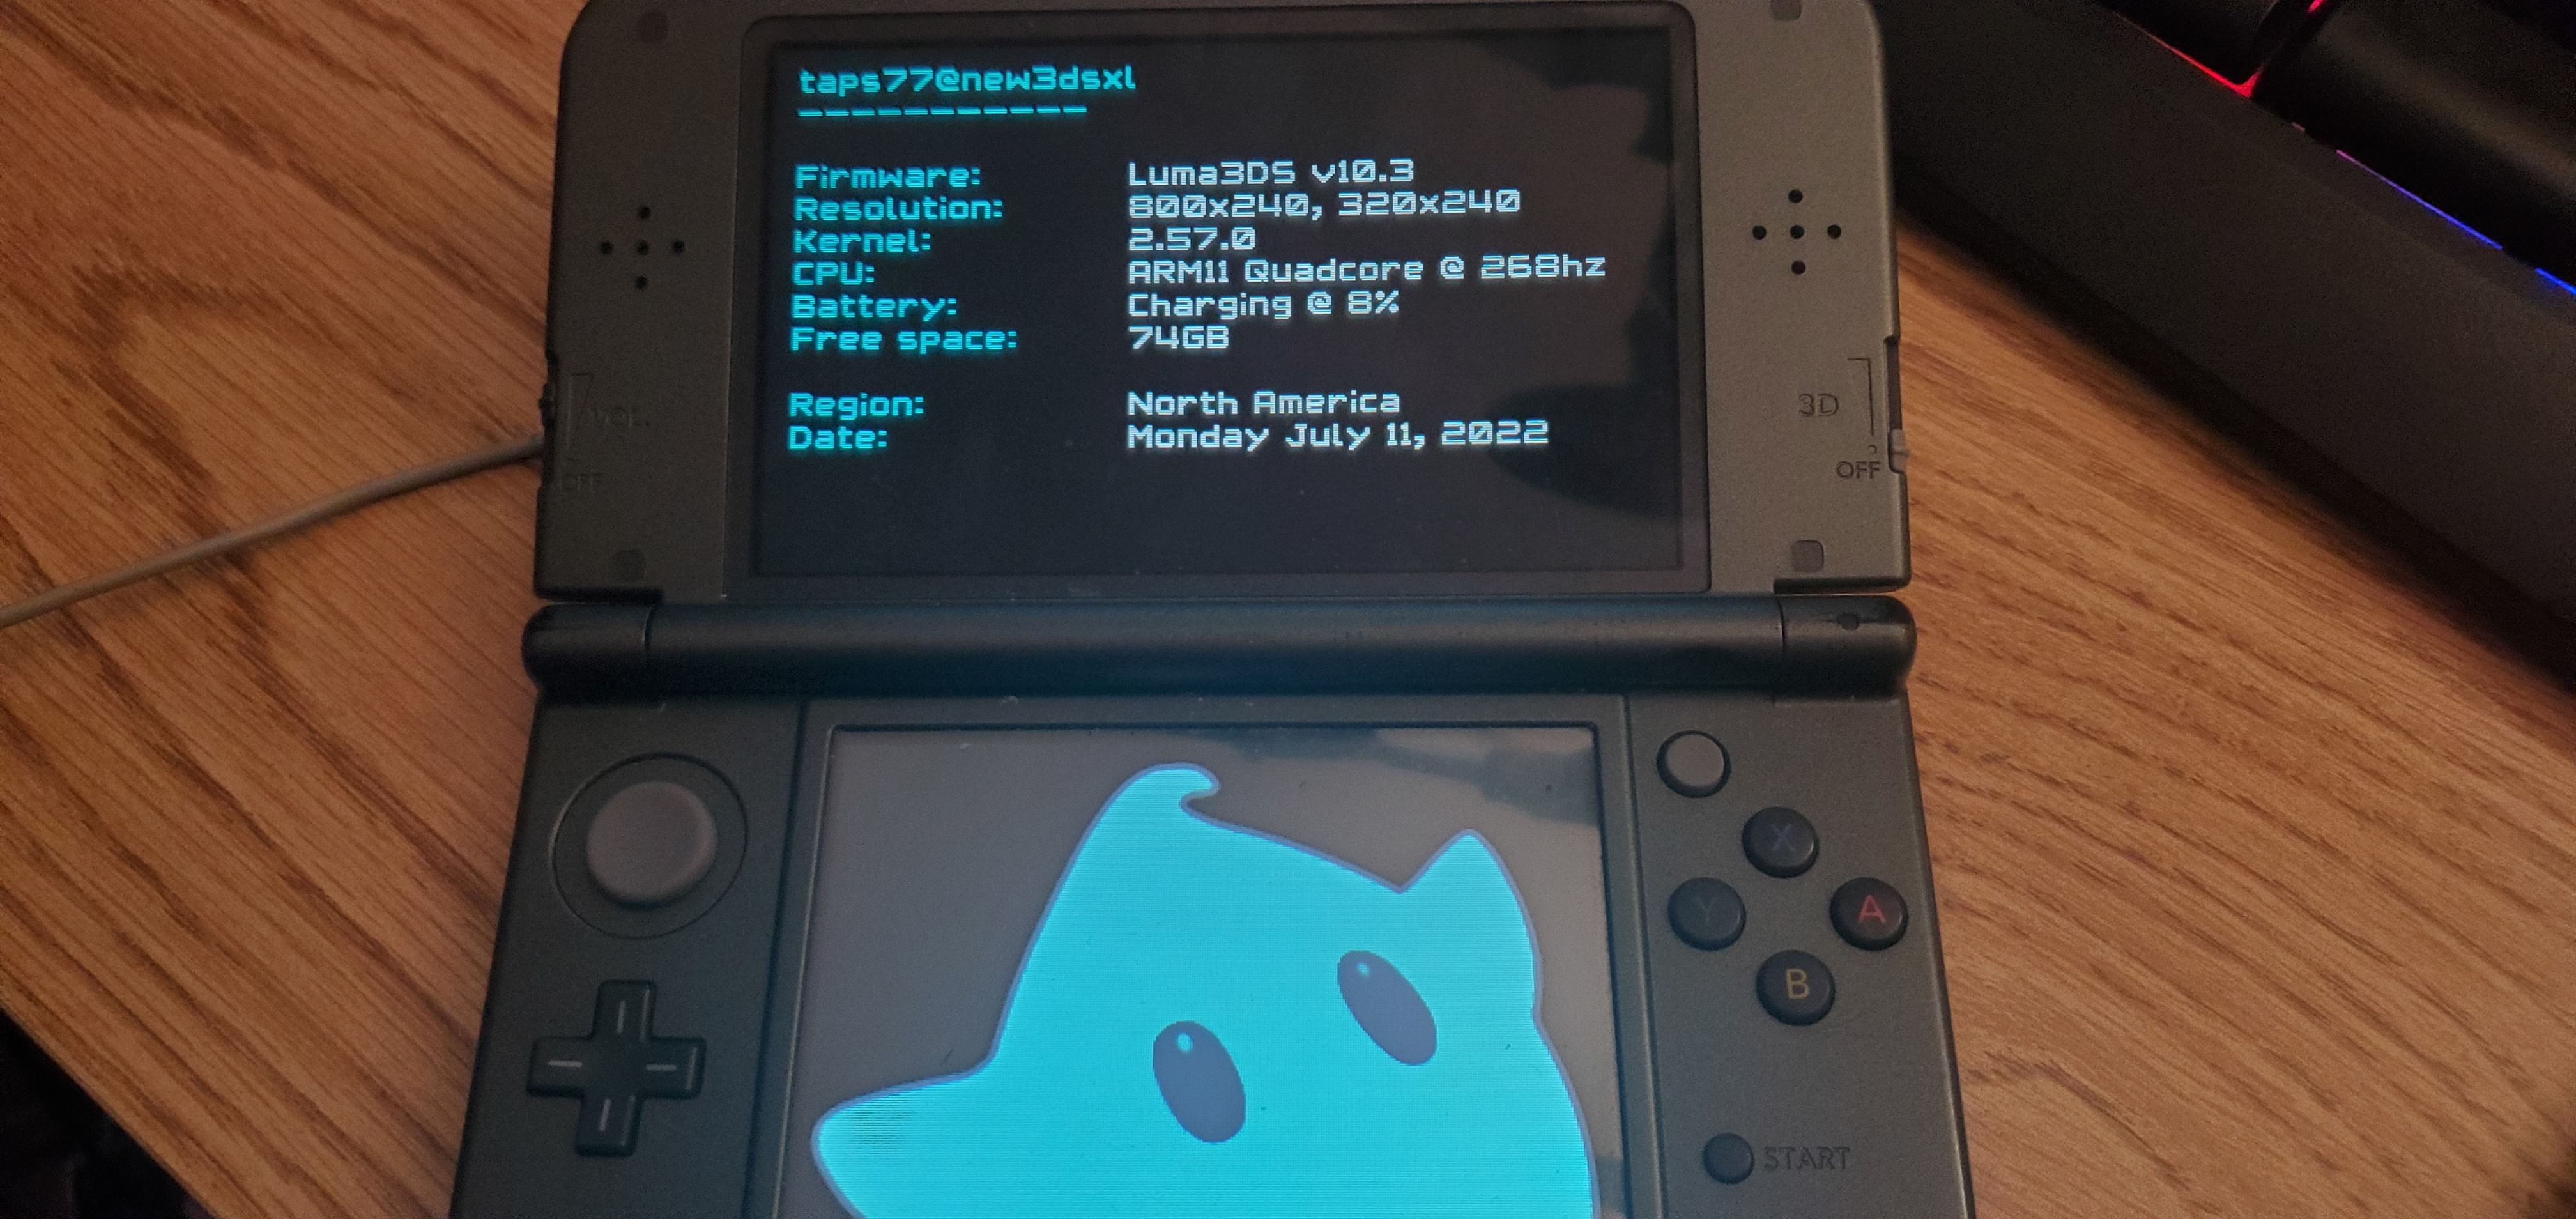 taps77@new3dsxl
-----------
Firmware: Luma3DS v10.3
Resolution: 800x240, 320x240
Kernel: 2.57.0
CPU: ARM11 Quadcore @ 268hz
Battery: Charging @ 8%
Free space: 74GB
Region: North America
Date: Monday July 11, 2022
VOL.
OFF
3D
OFF
X
Y
A
B
START